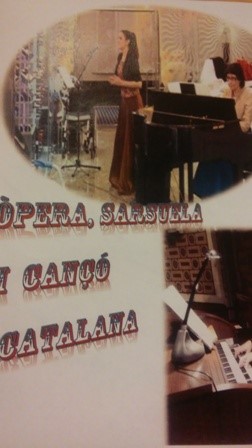 ÒPERA, SARSUELA
I CANÇÓ
CATALANA